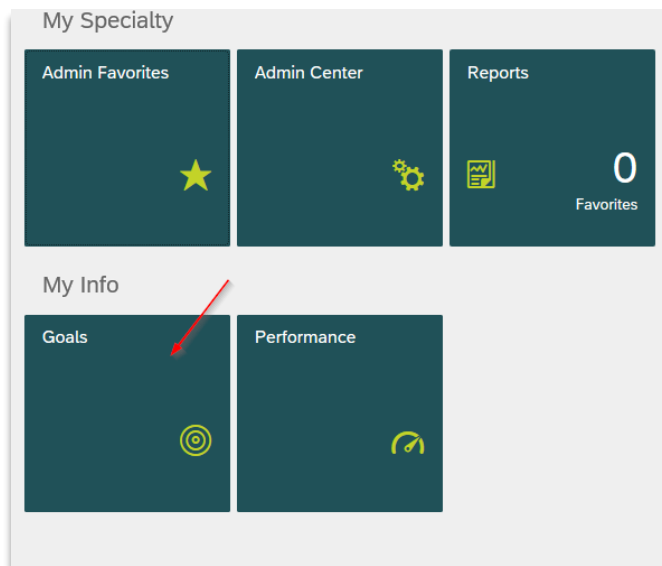 My Specialty
Admin Favorites
Admin Center
Reports
0
Favorites
My Info
Goals
Performance